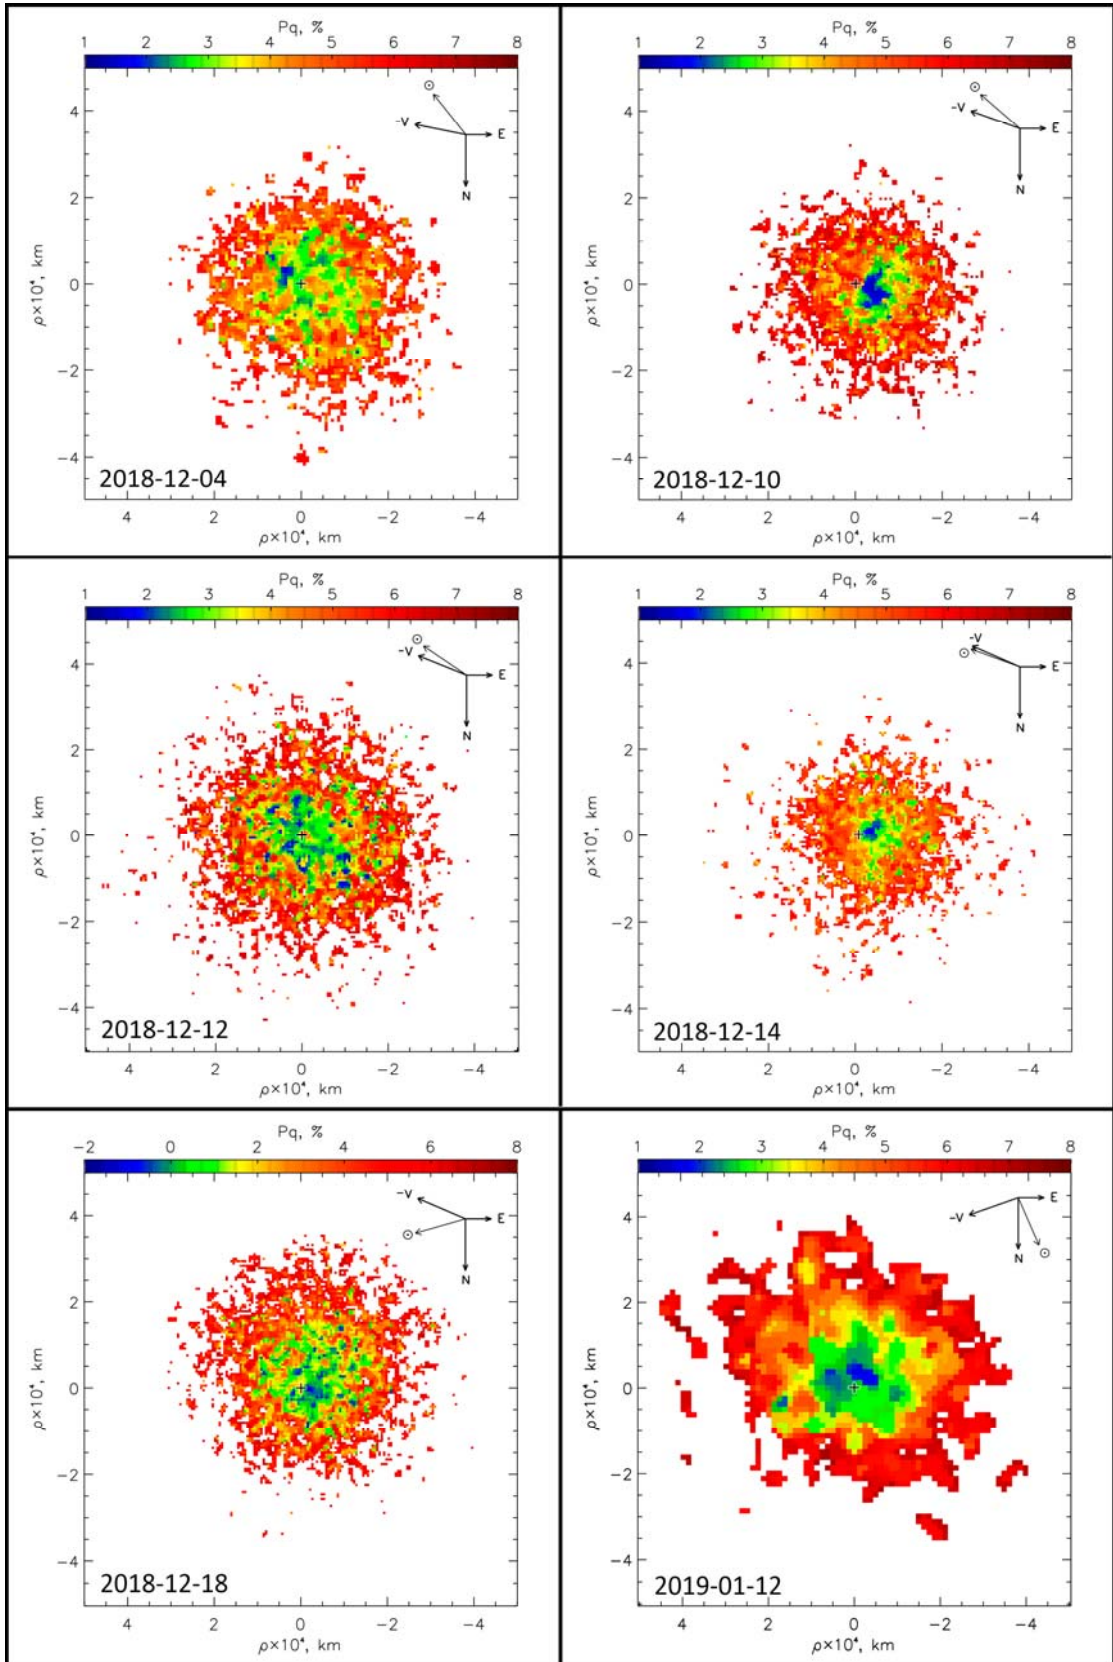 Pq, %
1 2 3 4 5 6 7 8
⊙
-V
E
N
4
2
0
-2
-4
ρ×10⁴, km
2018-12-04
4 2 0 -2 -4
ρ×10⁴, km
Pq, %
1 2 3 4 5 6 7 8
⊙
-V
E
N
4
2
0
-2
-4
ρ×10⁴, km
2018-12-10
4 2 0 -2 -4
ρ×10⁴, km
Pq, %
1 2 3 4 5 6 7 8
⊙
-V
E
N
4
2
0
-2
-4
ρ×10⁴, km
2018-12-12
4 2 0 -2 -4
ρ×10⁴, km
Pq, %
1 2 3 4 5 6 7 8
-V
⊙
E
N
4
2
0
-2
-4
ρ×10⁴, km
2018-12-14
4 2 0 -2 -4
ρ×10⁴, km
Pq, %
-2 0 2 4 6 8
-V
E
⊙
N
4
2
0
-2
-4
ρ×10⁴, km
2018-12-18
4 2 0 -2 -4
ρ×10⁴, km
Pq, %
1 2 3 4 5 6 7 8
E
-V
N
⊙
4
2
0
-2
-4
ρ×10⁴, km
2019-01-12
4 2 0 -2 -4
ρ×10⁴, km